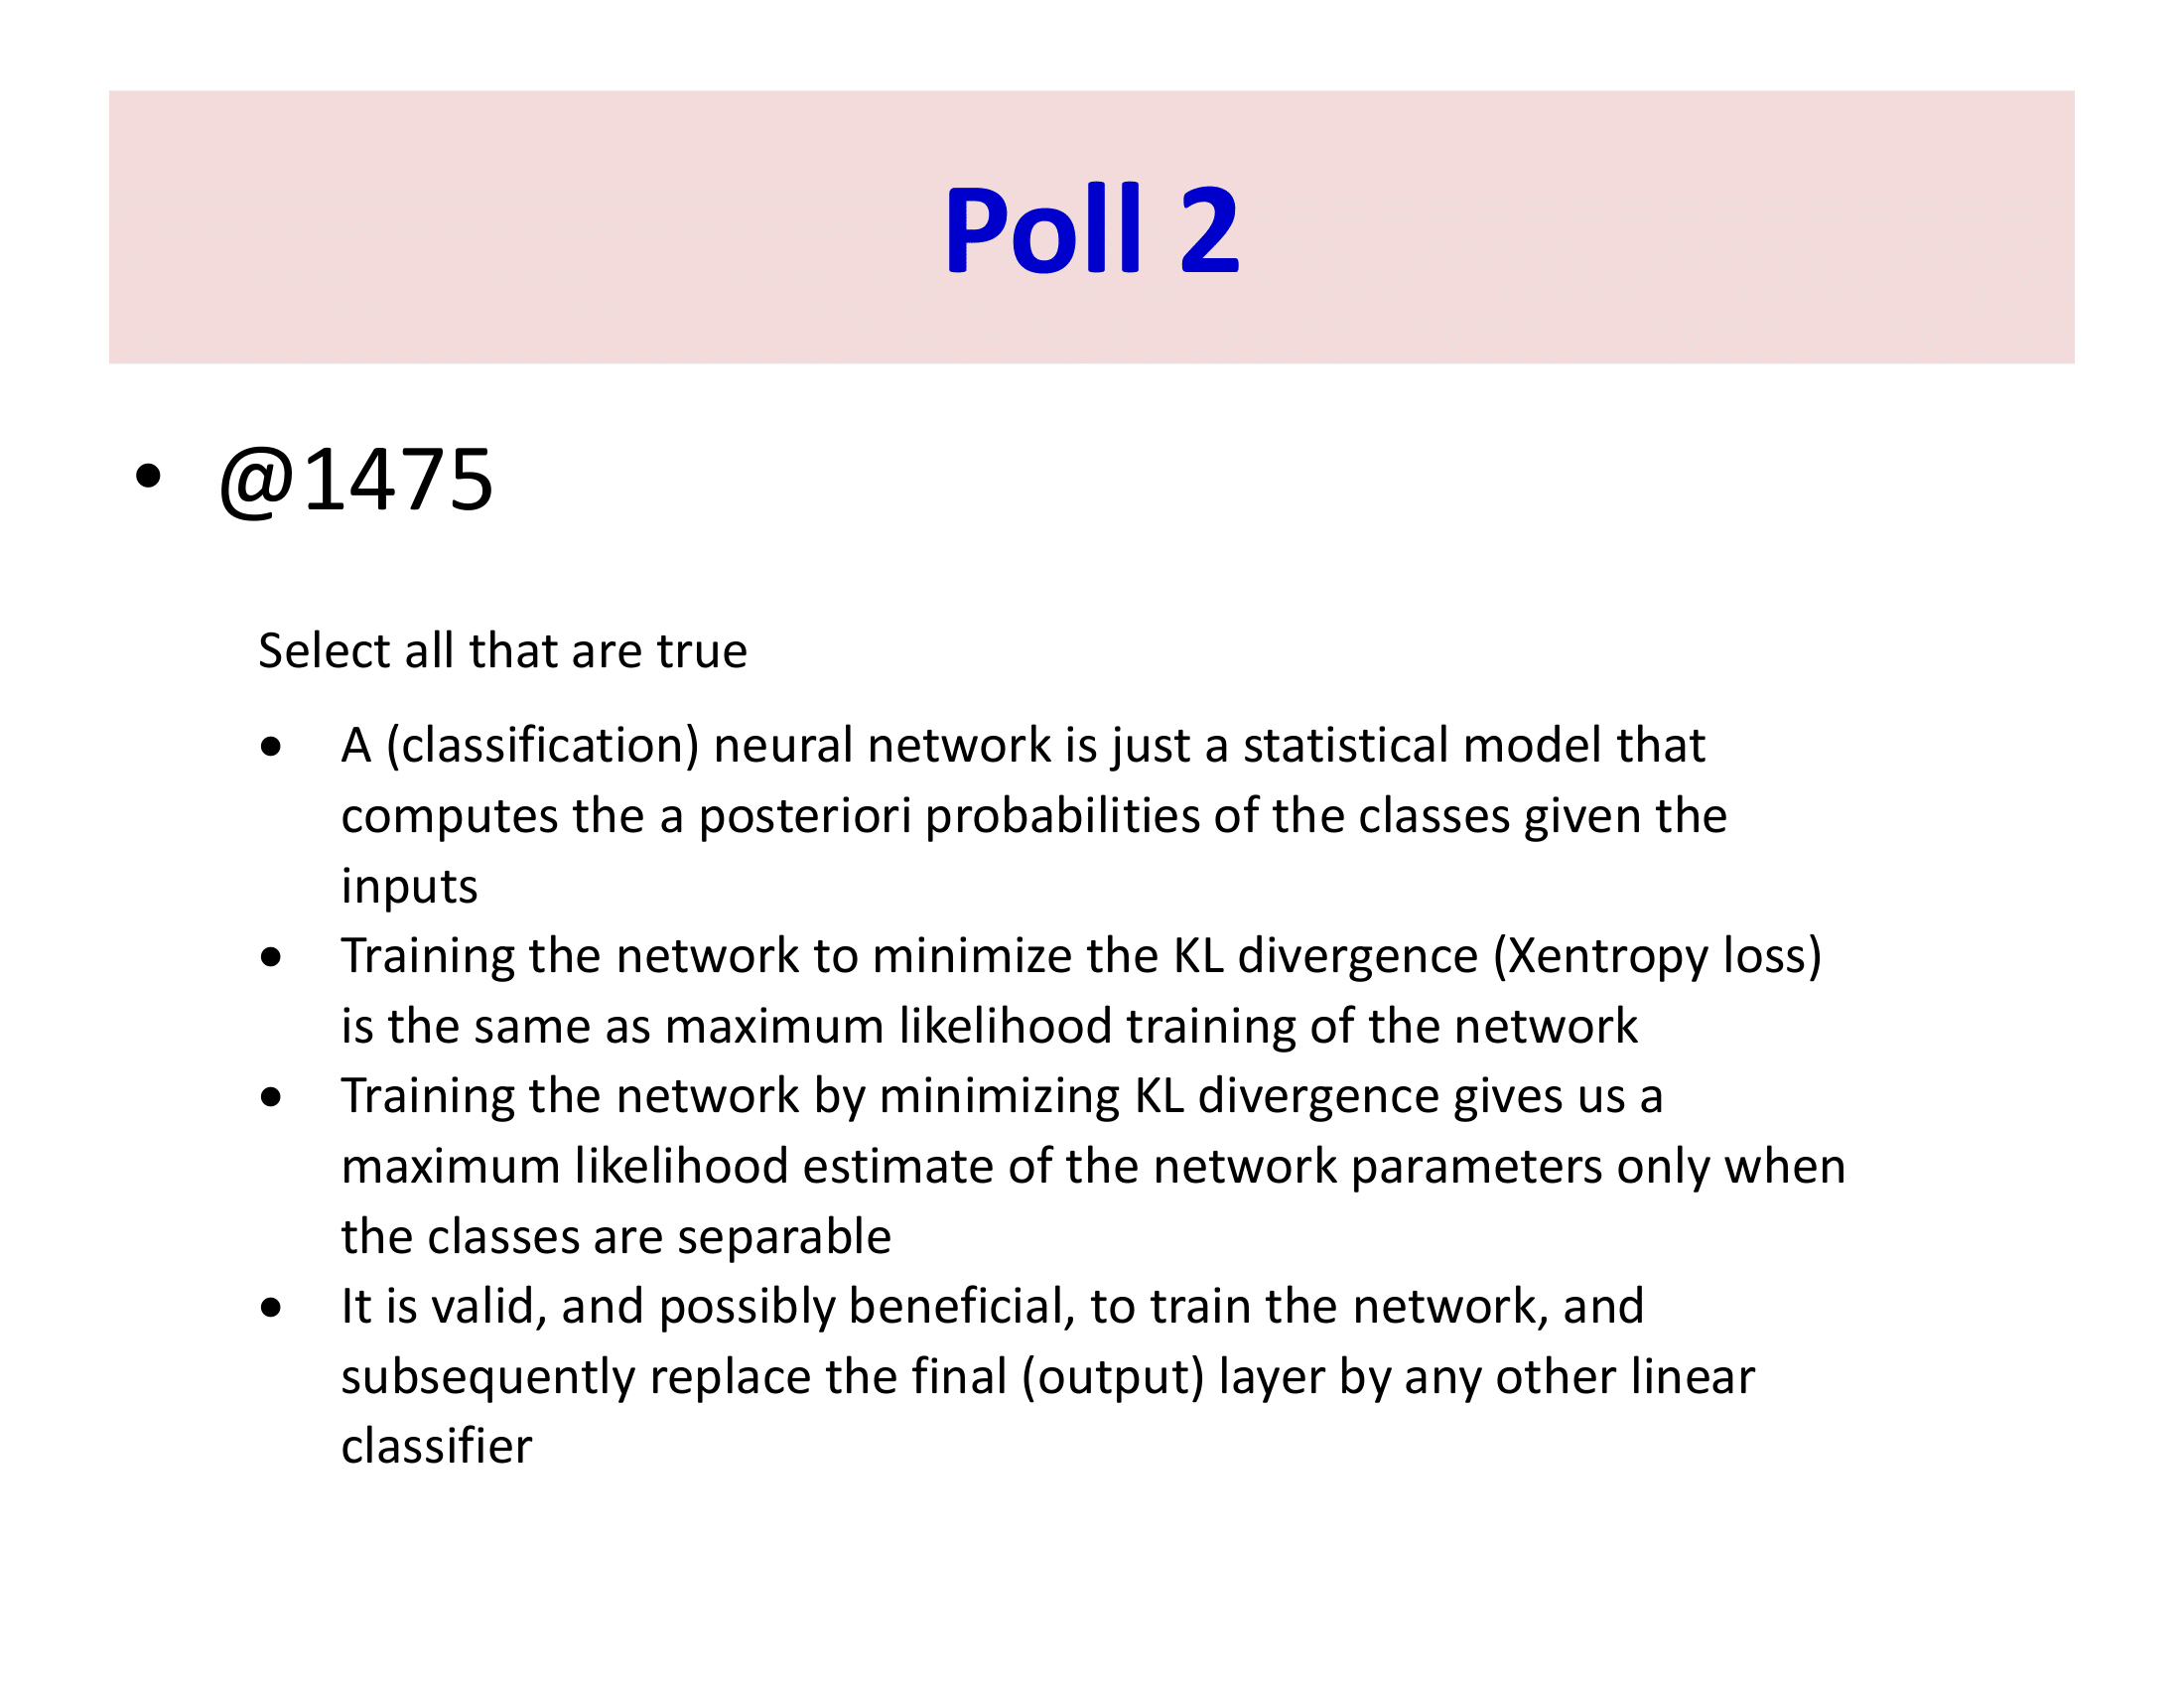 Poll 2
• @1475
Select all that are true
• A (classification) neural network is just a statistical model that
computes the a posteriori probabilities of the classes given the
inputs
• Training the network to minimize the KL divergence (Xentropy loss)
is the same as maximum likelihood training of the network
• Training the network by minimizing KL divergence gives us a
maximum likelihood estimate of the network parameters only when
the classes are separable
• It is valid, and possibly beneficial, to train the network, and
subsequently replace the final (output) layer by any other linear
classifier